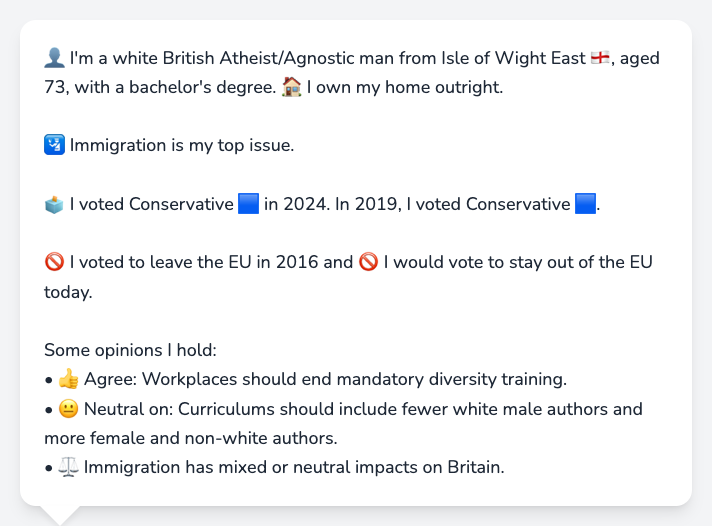 👤 I'm a white British Atheist/Agnostic man from Isle of Wight East 🏴󠁧󠁢󠁥󠁮󠁧󠁿, aged
73, with a bachelor's degree. 🏠 I own my home outright.
🛂 Immigration is my top issue.
🗳️ I voted Conservative 🟦 in 2024. In 2019, I voted Conservative 🟦.
🚫 I voted to leave the EU in 2016 and 🚫 I would vote to stay out of the EU
today.
Some opinions I hold:
• 👍 Agree: Workplaces should end mandatory diversity training.
• 😐 Neutral on: Curriculums should include fewer white male authors and
more female and non-white authors.
• ⚖️ Immigration has mixed or neutral impacts on Britain.